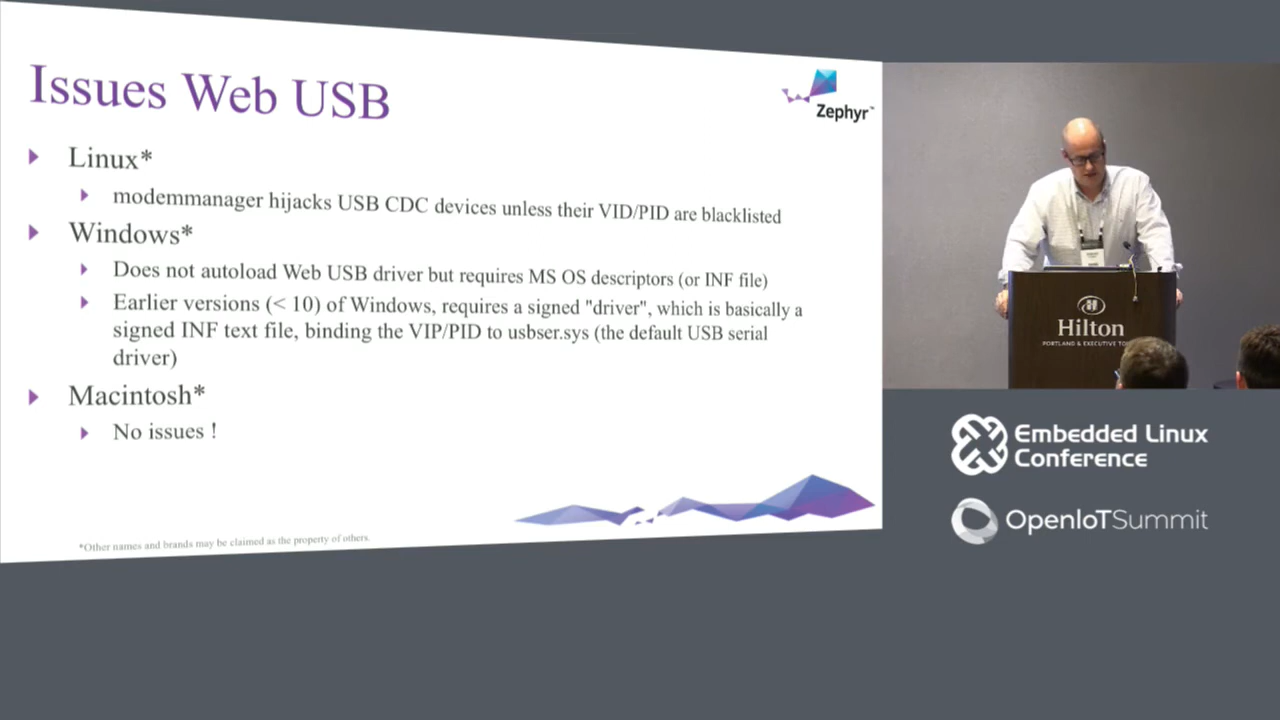 Issues Web USB
Zephyr™
Linux*
modemmanager hijacks USB CDC devices unless their VID/PID are blacklisted
Windows*
Does not autoload Web USB driver but requires MS OS descriptors (or INF file)
Earlier versions (< 10) of Windows, requires a signed "driver", which is basically a
signed INF text file, binding the VIP/PID to usbser.sys (the default USB serial
driver)
Macintosh*
No issues !
*Other names and brands may be claimed as the property of others.
Hilton
PORTLAND & EXECUTIVE
Embedded Linux
Conference
OpenIoTSummit